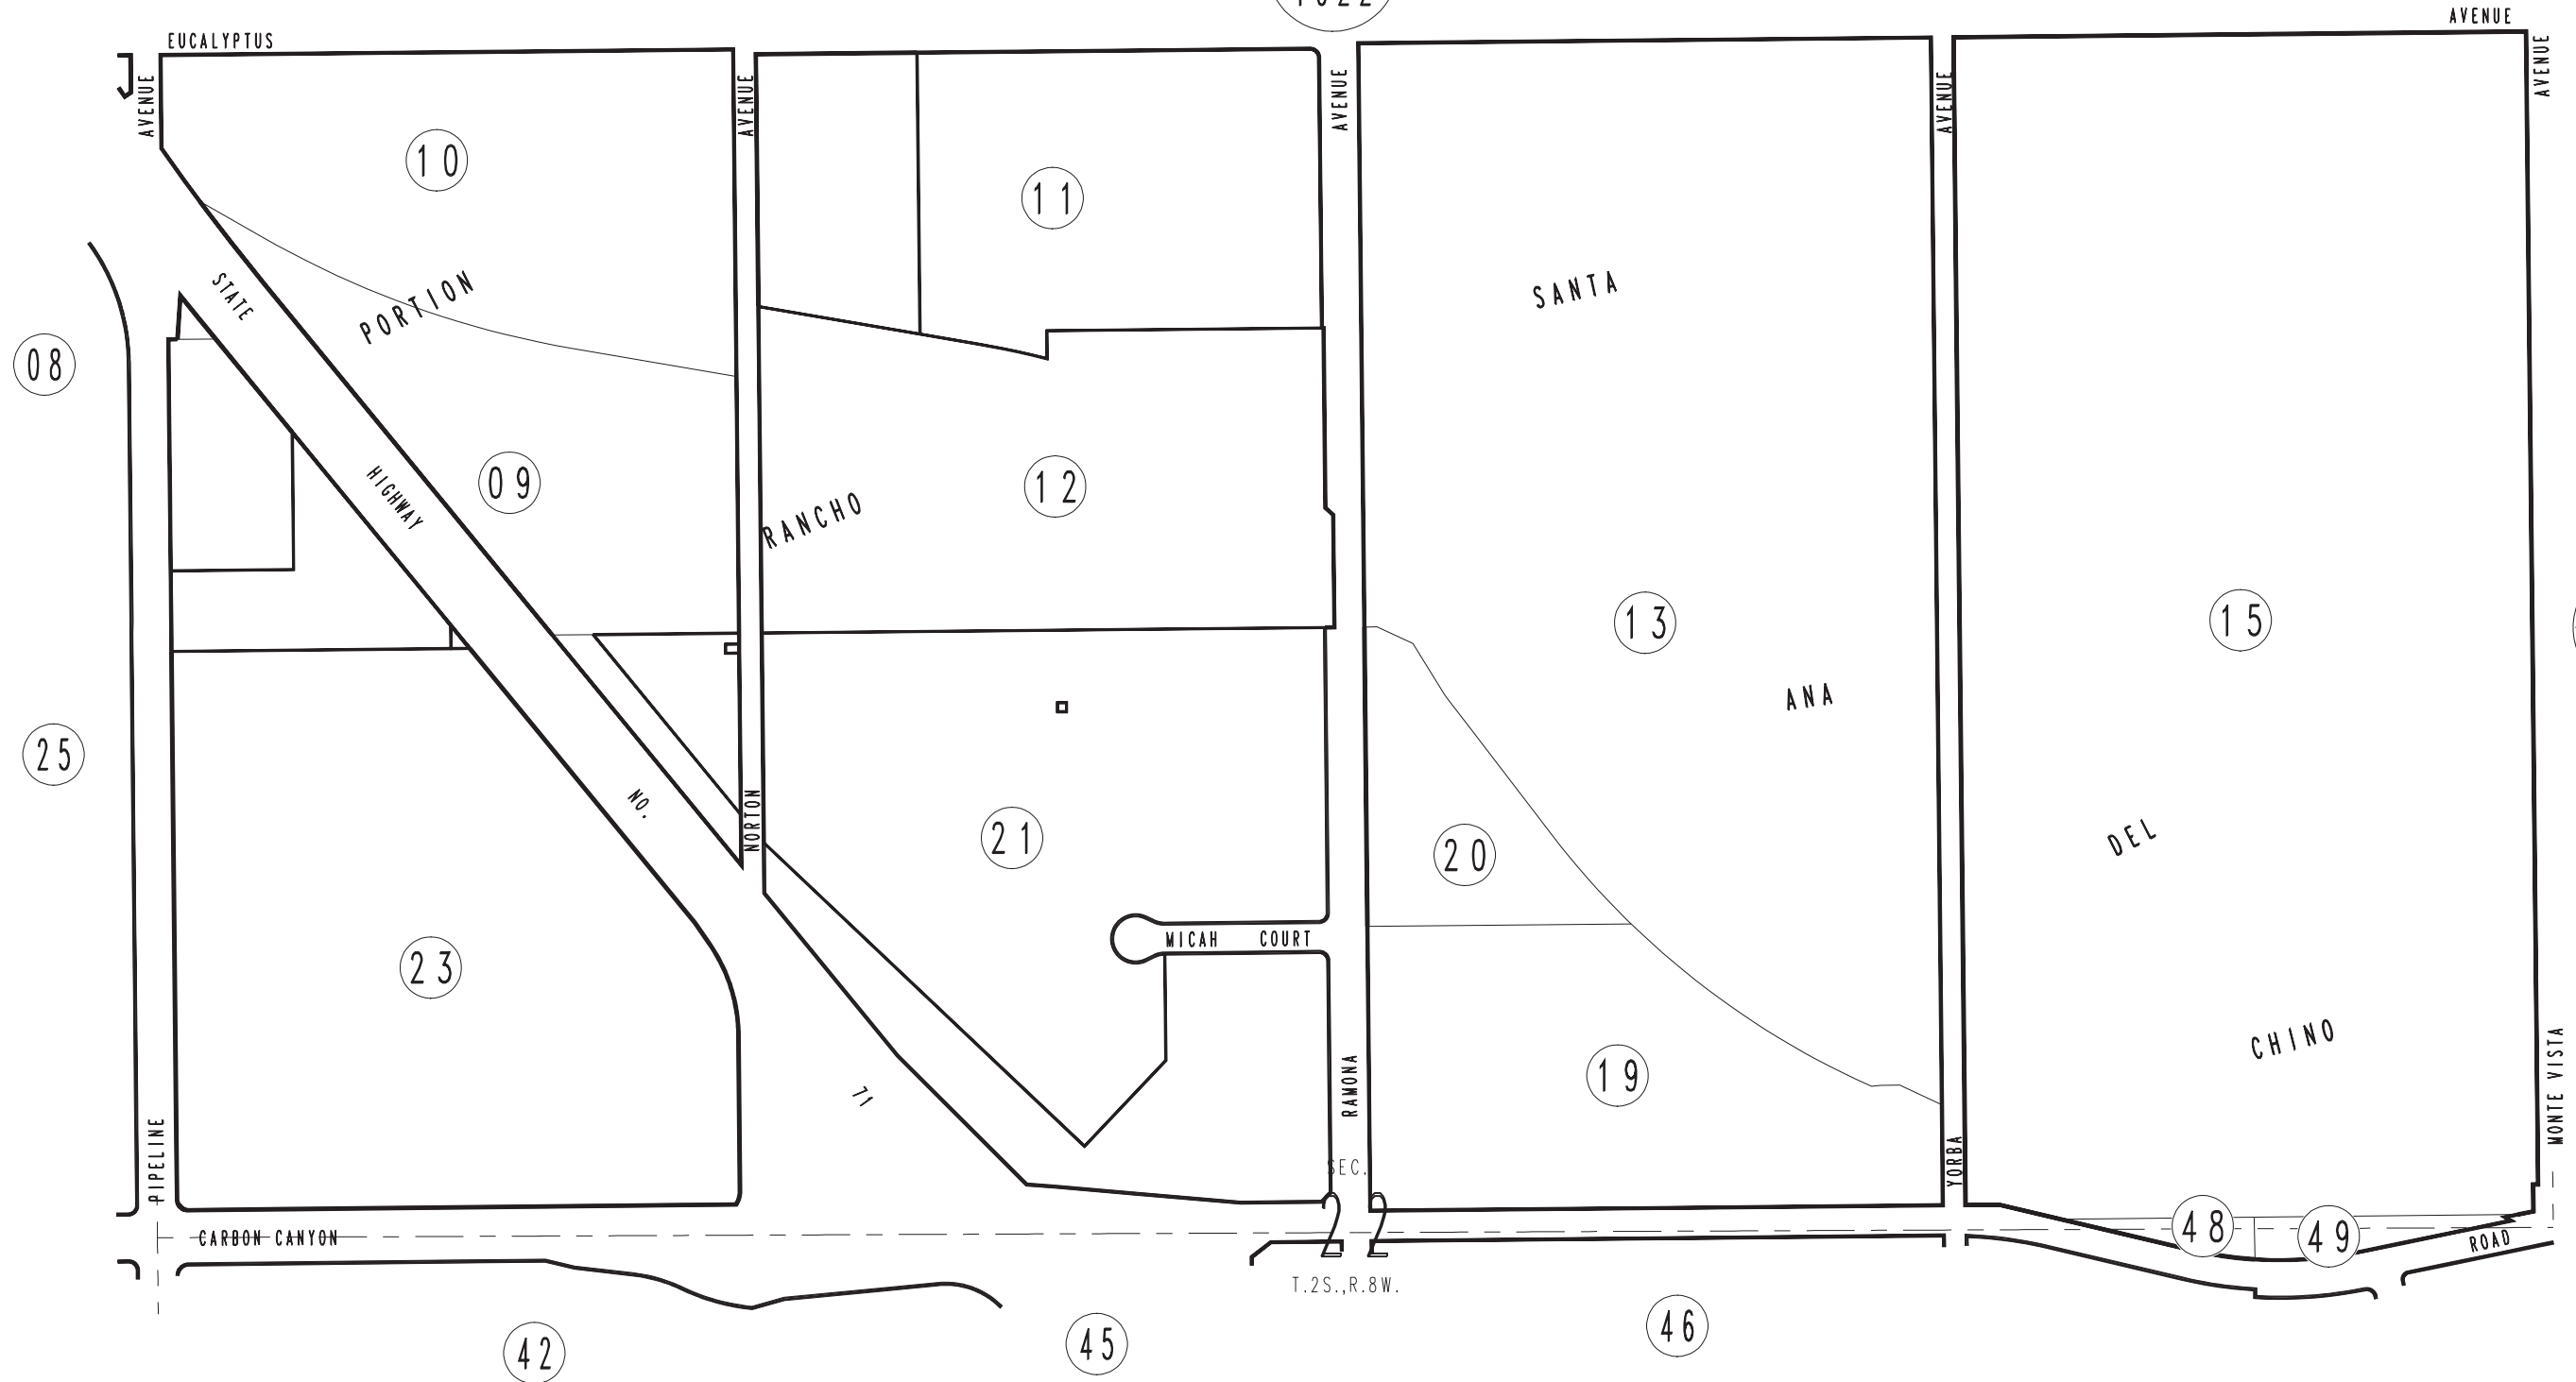 EUCALYPTUS
AVENUE
AVENUE
AVENUE
AVENUE
AVENUE
AVENUE
10
11
STATE
PORTION
SANTA
08
HIGHWAY
09
RANCHO
12
13
15
25
ANA
NO.
NORTON
21
20
DEL
23
MICAH COURT
71
RAMONA
19
CHINO
MONTE VISTA
PIPELINE
YORBA
SEC.
2 2
CARBON CANYON
48
49
ROAD
T.2S.,R.8W.
42
45
46